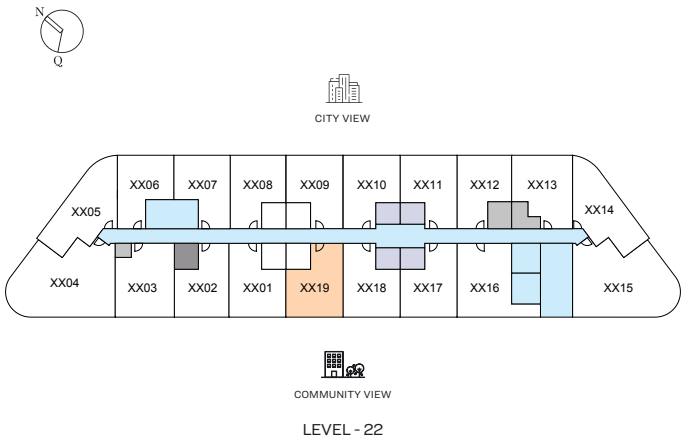 N
Q
CITY VIEW
XX06 XX07 XX08 XX09 XX10 XX11 XX12 XX13
XX05 XX14
XX04 XX03 XX02 XX01 XX19 XX18 XX17 XX16 XX15
COMMUNITY VIEW
LEVEL - 22